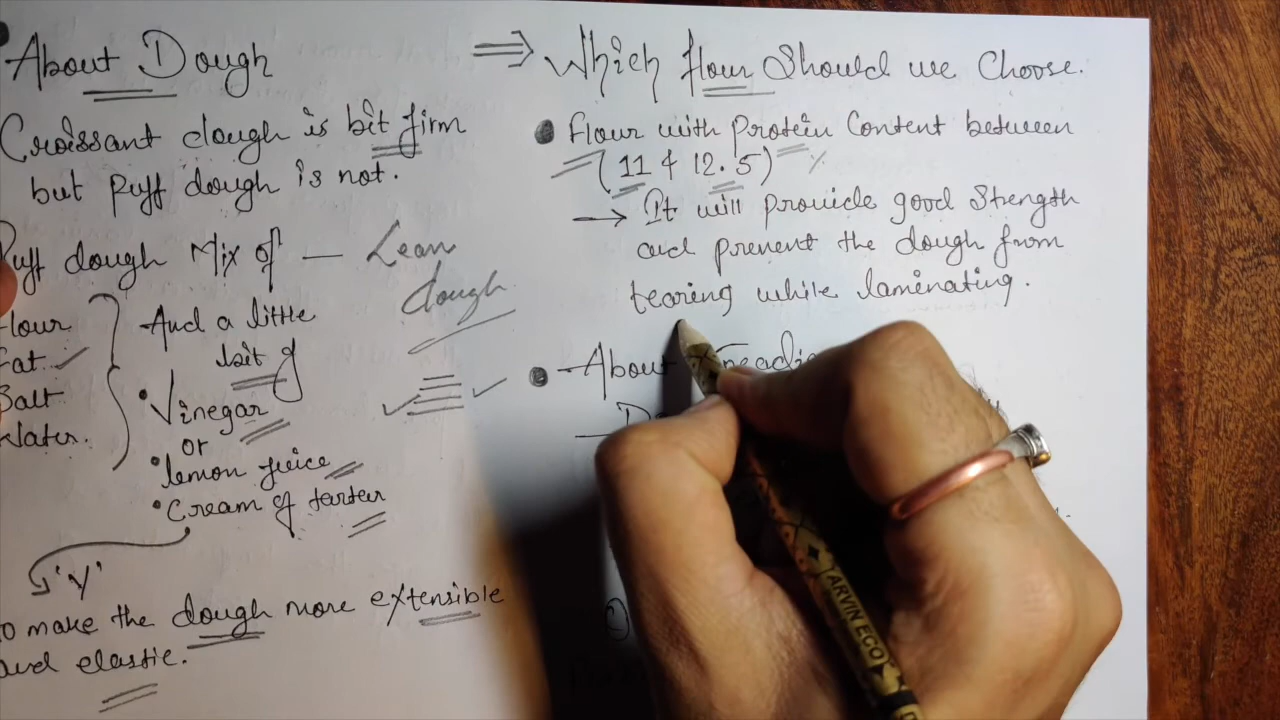 About Dough
Croissant dough is bit firm
but puff dough is not.
Puff dough Mix of — Lean
dough
Flour
Fat
Salt
Water.
And a little
bit of
Vinegar
or
lemon juice
Cream of tarter
'Y'
to make the dough more extensible
and elastic.
⇒ Which flour Should we Choose.
Flour with Protein Content between
(11 & 12.5) %
→ It will provide good strength
and prevent the dough from
tearing while laminating.
About
ARVIN ECO